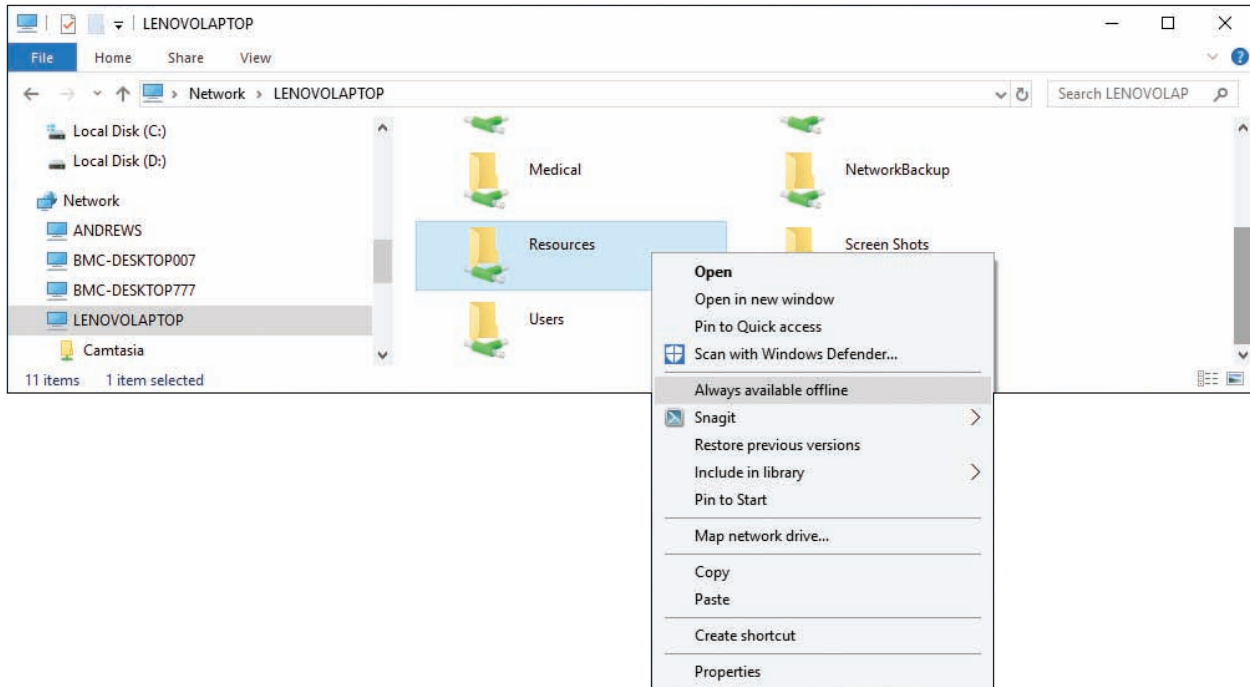 LENOVOLAPTOP
File Home Share View
Network > LENOVOLAPTOP
Search LENOVOLAP
Local Disk (C:)
Local Disk (D:)
Network
ANDREWS
BMC-DESKTOP007
BMC-DESKTOP777
LENOVOLAPTOP
Camtasia
Medical
NetworkBackup
Resources
Screen Shots
Users
11 items 1 item selected
Open
Open in new window
Pin to Quick access
Scan with Windows Defender...
Always available offline
Snagit
Restore previous versions
Include in library
Pin to Start
Map network drive...
Copy
Paste
Create shortcut
Properties